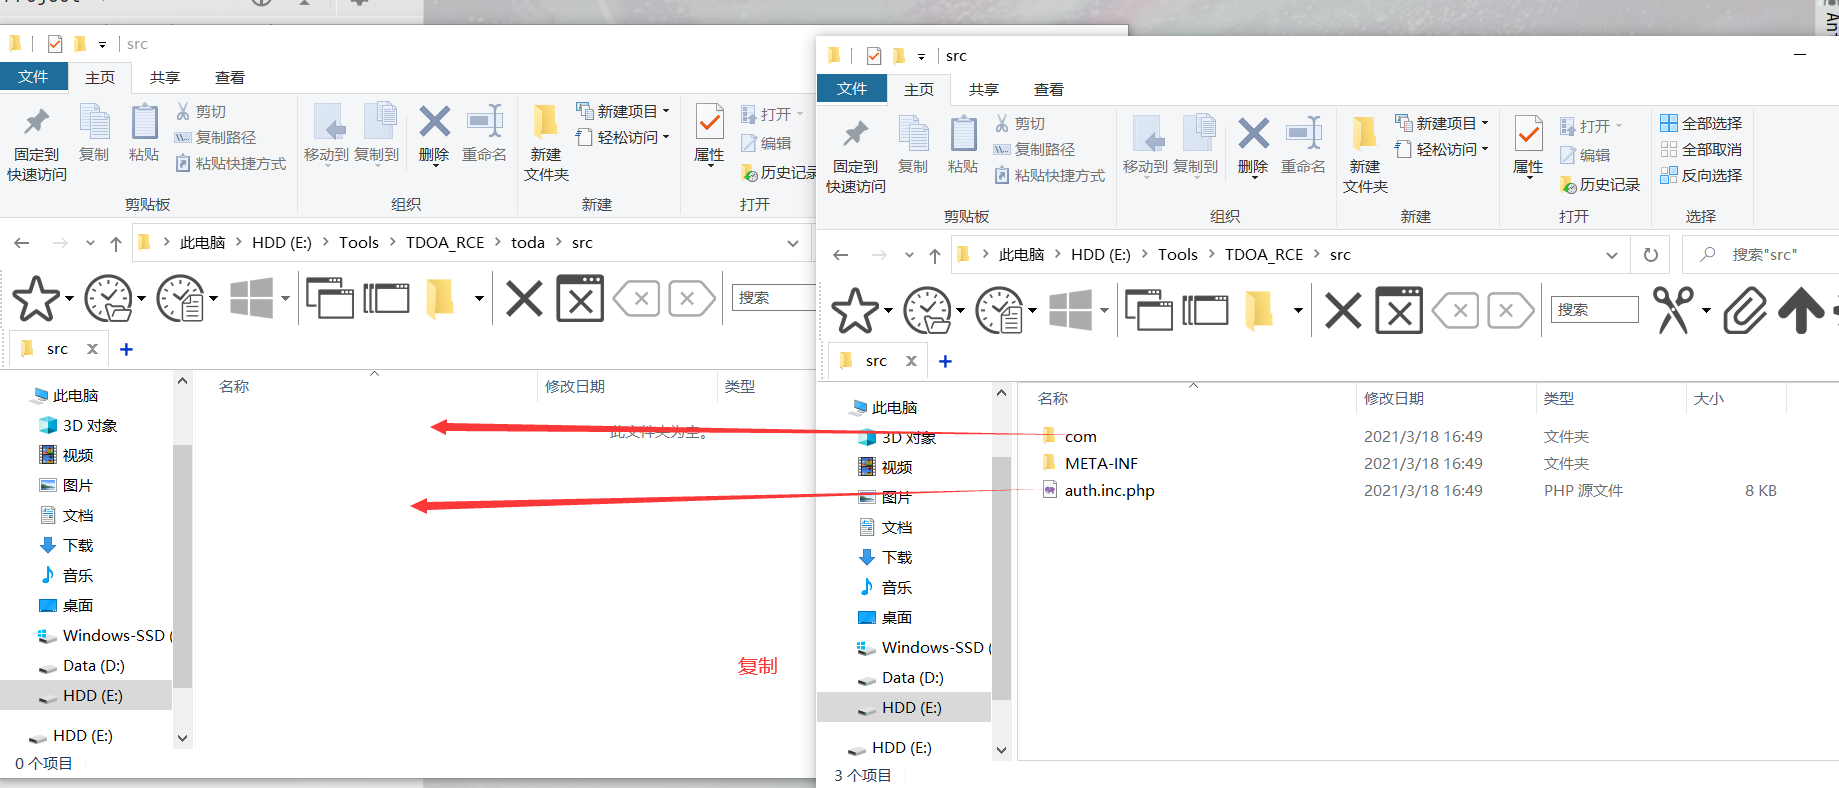 src
文件
主页
共享
查看
固定到
快速访问
复制
粘贴
剪切
复制路径
粘贴快捷方式
剪贴板
移动到
复制到
删除
重命名
组织
新建
文件夹
新建项目
轻松访问
新建
属性
打开
编辑
历史记录
打开
此电脑 HDD (E:) Tools TDOA_RCE toda src
搜索
src
名称
修改日期
类型
此文件夹为空。
此电脑
3D 对象
视频
图片
文档
下载
音乐
桌面
Windows-SSD (
Data (D:)
HDD (E:)
HDD (E:)
0 个项目
复制
src
文件
主页
共享
查看
固定到
快速访问
复制
粘贴
剪切
复制路径
粘贴快捷方式
剪贴板
移动到
复制到
删除
重命名
组织
新建
文件夹
新建项目
轻松访问
新建
属性
打开
编辑
历史记录
打开
全部选择
全部取消
反向选择
选择
此电脑 HDD (E:) Tools TDOA_RCE src
搜索"src"
搜索
src
名称 修改日期 类型 大小
com 2021/3/18 16:49 文件夹
META-INF 2021/3/18 16:49 文件夹
auth.inc.php 2021/3/18 16:49 PHP 源文件 8 KB
此电脑
3D 对象
视频
图片
文档
下载
音乐
桌面
Windows-SSD (
Data (D:)
HDD (E:)
HDD (E:)
3 个项目